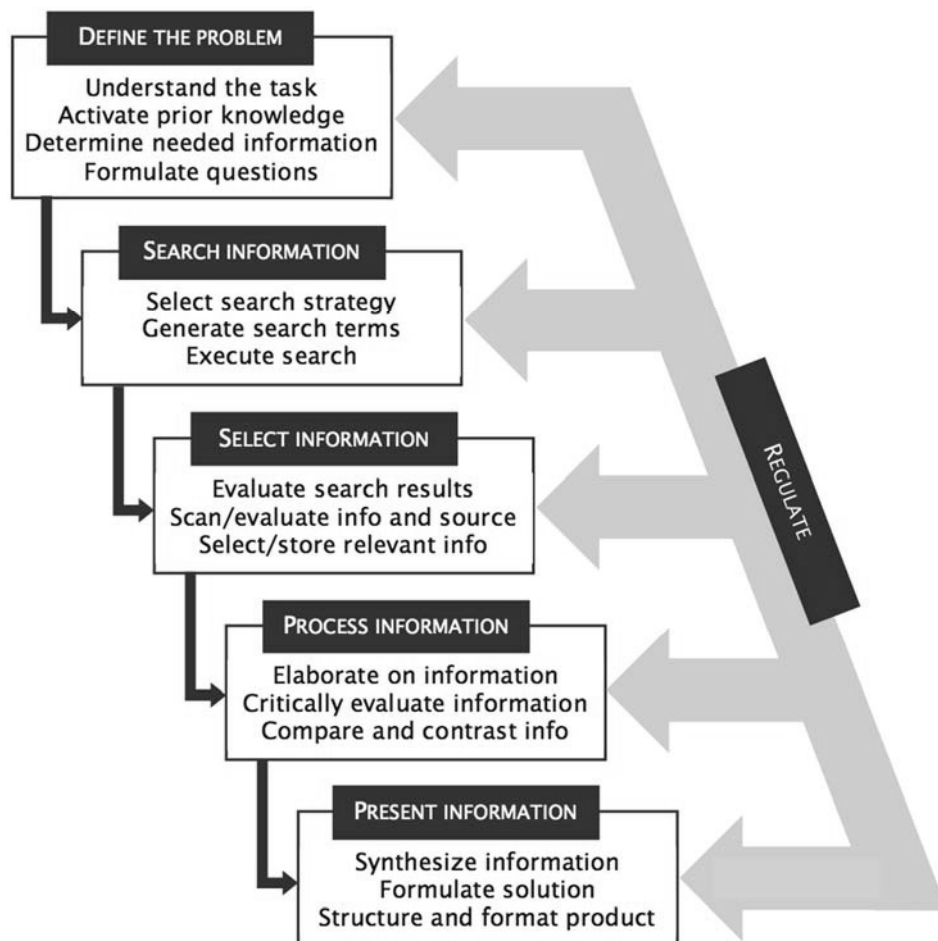 DEFINE THE PROBLEM
Understand the task
Activate prior knowledge
Determine needed information
Formulate questions
SEARCH INFORMATION
Select search strategy
Generate search terms
Execute search
SELECT INFORMATION
Evaluate search results
Scan/evaluate info and source
Select/store relevant info
PROCESS INFORMATION
Elaborate on information
Critically evaluate information
Compare and contrast info
PRESENT INFORMATION
Synthesize information
Formulate solution
Structure and format product
REGULATE